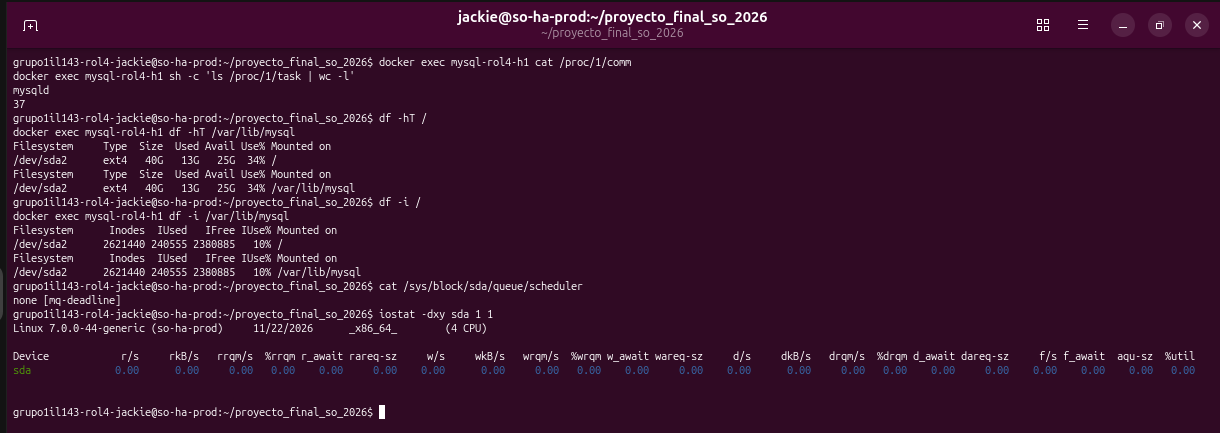 jackie@so-ha-prod:~/proyecto_final_so_2026
~/proyecto_final_so_2026
grupo1il143-rol4-jackie@so-ha-prod:~/proyecto_final_so_2026$ docker exec mysql-rol4-h1 cat /proc/1/comm
docker exec mysql-rol4-h1 sh -c 'ls /proc/1/task | wc -l'
mysqld
37
grupo1il143-rol4-jackie@so-ha-prod:~/proyecto_final_so_2026$ df -hT /
docker exec mysql-rol4-h1 df -hT /var/lib/mysql
Filesystem     Type  Size  Used Avail Use% Mounted on
/dev/sda2      ext4   40G   13G   25G  34% /
Filesystem     Type  Size  Used Avail Use% Mounted on
/dev/sda2      ext4   40G   13G   25G  34% /var/lib/mysql
grupo1il143-rol4-jackie@so-ha-prod:~/proyecto_final_so_2026$ df -i /
docker exec mysql-rol4-h1 df -i /var/lib/mysql
Filesystem      Inodes  IUsed   IFree IUse% Mounted on
/dev/sda2      2621440 240555 2380885   10% /
Filesystem      Inodes  IUsed   IFree IUse% Mounted on
/dev/sda2      2621440 240555 2380885   10% /var/lib/mysql
grupo1il143-rol4-jackie@so-ha-prod:~/proyecto_final_so_2026$ cat /sys/block/sda/queue/scheduler
none [mq-deadline]
grupo1il143-rol4-jackie@so-ha-prod:~/proyecto_final_so_2026$ iostat -dxy sda 1 1
Linux 7.0.0-44-generic (so-ha-prod)     11/22/2026      _x86_64_        (4 CPU)
Device            r/s     rkB/s   rrqm/s  %rrqm r_await rareq-sz     w/s     wkB/s   wrqm/s  %wrqm w_await wareq-sz     d/s     dkB/s   drqm/s  %drqm d_await dareq-sz     f/s f_await  aqu-sz  %util
sda              0.00      0.00     0.00   0.00    0.00     0.00    0.00      0.00     0.00   0.00    0.00     0.00    0.00      0.00     0.00   0.00    0.00     0.00    0.00    0.00    0.00   0.00
grupo1il143-rol4-jackie@so-ha-prod:~/proyecto_final_so_2026$